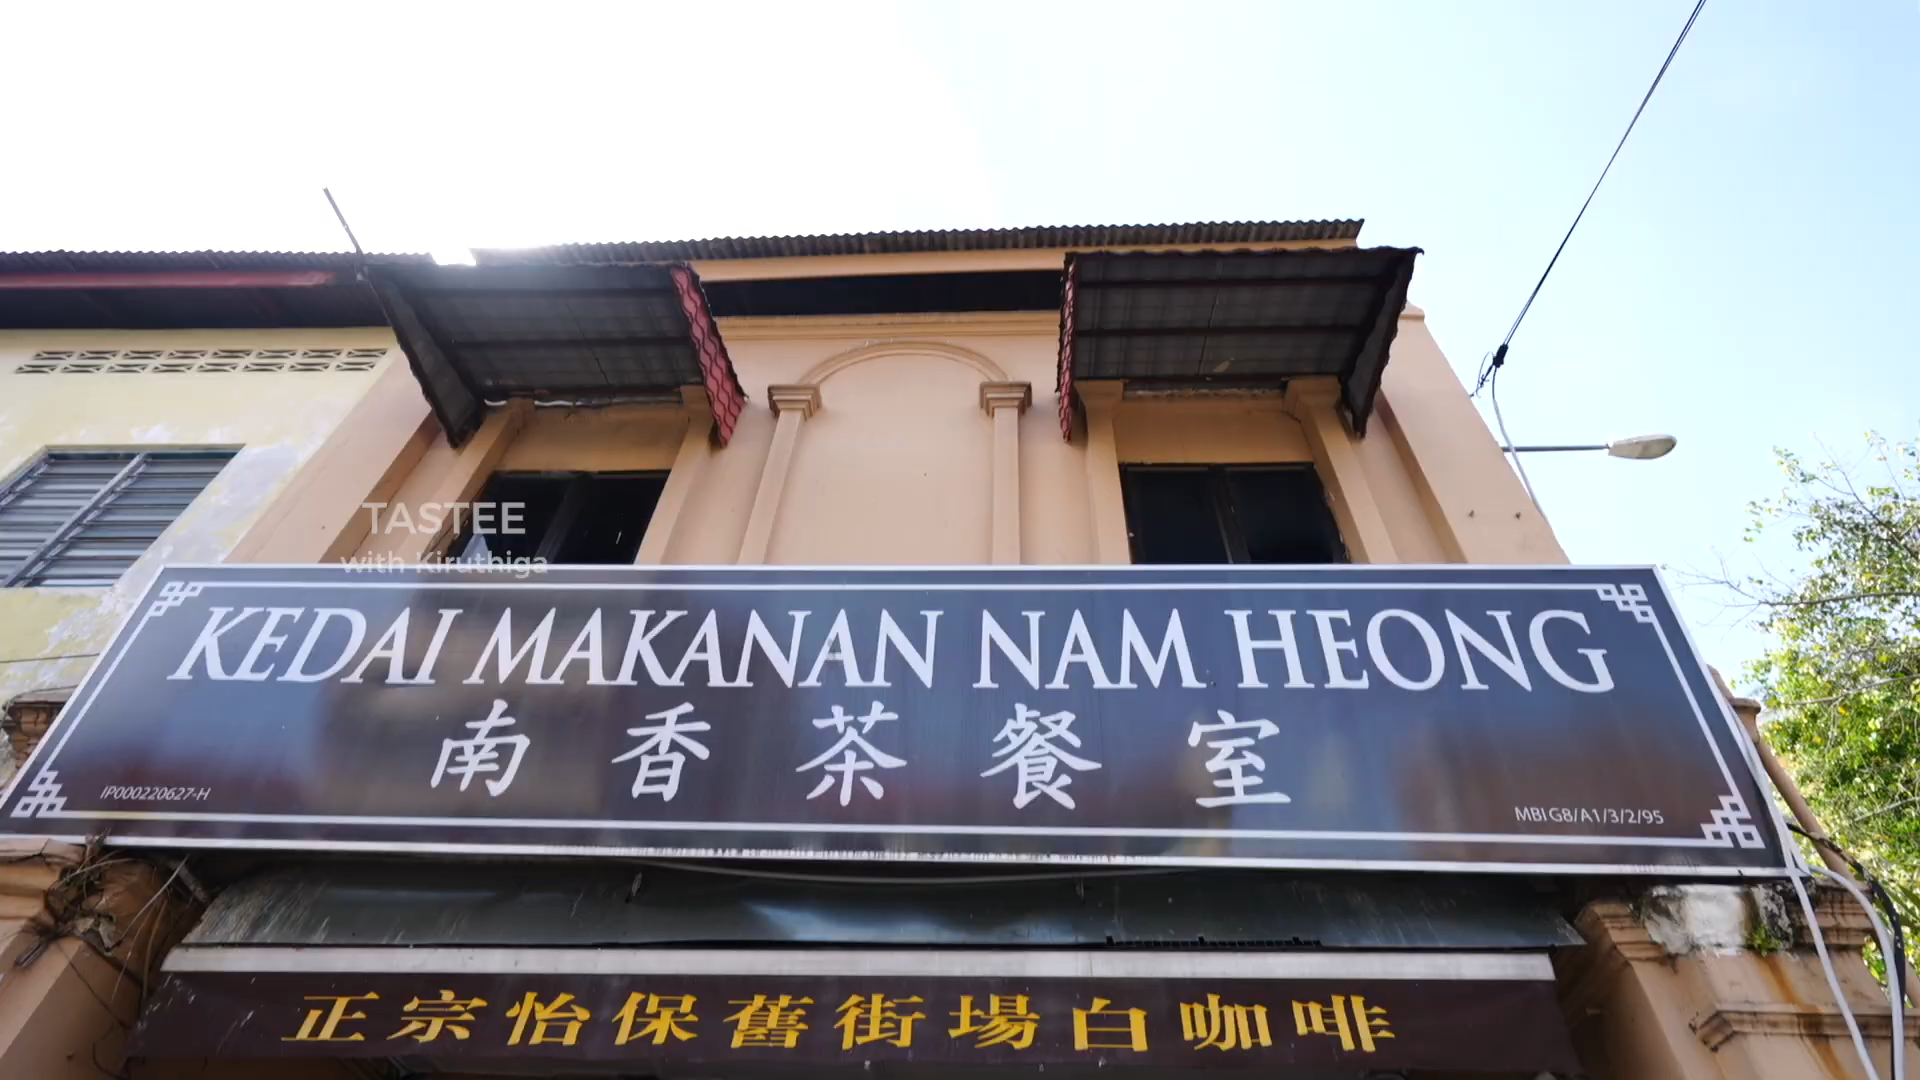 TASTEE
with Kiruthiga
KEDAI MAKANAN NAM HEONG
南香茶餐室
IP000220627-H
MBI G8/A1/3/2/95
正宗怡保舊街場白咖啡